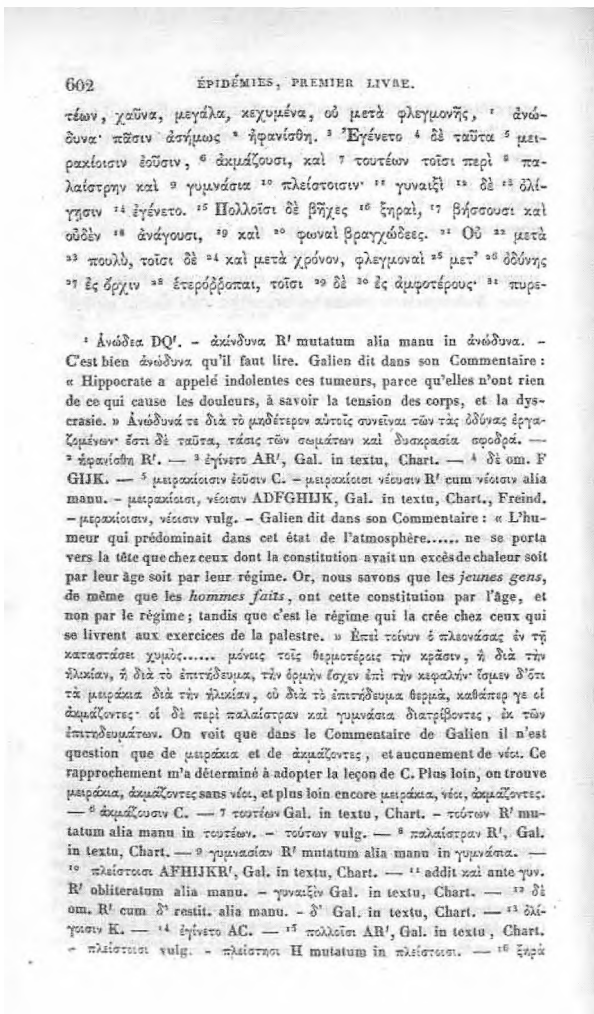 602 ÉPIDÉMIES, PREMIER LIVRE.
τέων, χαῦνα, μεγάλα, κεχυμένα, οὐ μετὰ φλεγμονῆς, ¹ ἀνώ-
δυνα· πᾶσιν ἀσήμως ² ἠφανίσθη. ³ Ἐγένετο ⁴ δὲ ταῦτα ⁵ μει-
ρακίοισιν ἐοῦσιν, ⁶ ἀκμάζουσι, καὶ ⁷ τουτέων τοῖσι περὶ ⁸ πα-
λαίστρην καὶ ⁹ γυμνάσια ¹⁰ πλείστοισιν· ¹¹ γυναιξὶ ¹² δὲ ¹³ ὀλί-
γῃσιν ¹⁴ ἐγένετο. ¹⁵ Πολλοῖσι δὲ βῆχες ¹⁶ ξηραὶ, ¹⁷ βήσσουσι καὶ
οὐδὲν ¹⁸ ἀνάγουσι, ¹⁹ καὶ ²⁰ φωναὶ βραγχώδεες. ²¹ Οὐ ²² μετὰ
²³ πουλὺ, τοῖσι δὲ ²⁴ καὶ μετὰ χρόνον, φλεγμοναὶ ²⁵ μετ' ²⁶ ὀδύνης
²⁷ ἐς ὄρχιν ²⁸ ἑτερόῤῥοπαι, τοῖσι ²⁹ δὲ ³⁰ ἐς ἀμφοτέρους· ³¹ πυρε-
¹ Ἀνώδεα DQ'. – ἀκίνδυνα R' mutatum alia manu in ἀνώδυνα. –
C'est bien ἀνώδυνα qu'il faut lire. Galien dit dans son Commentaire :
« Hippocrate a appelé indolentes ces tumeurs, parce qu'elles n'ont rien
de ce qui cause les douleurs, à savoir la tension des corps, et la dys-
crasie. » Ἀνώδυνά τε διὰ τὸ μηδέτερον αὐτοῖς συνεῖναι τῶν τὰς ὀδύνας ἐργα-
ζομένων· ἔστι δὲ ταῦτα, τάσις τῶν σωμάτων καὶ δυσκρασία σφοδρά. —
² ἠφανίσθη R'. — ³ ἐγίνετο AR', Gal. in textu, Chart. — ⁴ δὲ om. F
GIJK. – ⁵ μειρακίοισιν ἐοῦσιν C. – μειρακίοισι νέουσιν R' cum νέοισιν alia
manu. – μειρακίοισι, νέοισιν ADFGHIJK, Gal. in textu, Chart., Freind.
– μερακίοισιν, νέοισιν vulg. – Galien dit dans son Commentaire : « L'hu-
meur qui prédominait dans cet état de l'atmosphère...... ne se porta
vers la tête que chez ceux dont la constitution avait un excès de chaleur soit
par leur âge soit par leur régime. Or, nous savons que les jeunes gens,
de même que les hommes faits, ont cette constitution par l'âge, et
non par le régime; tandis que c'est le régime qui la crée chez ceux qui
se livrent aux exercices de la palestre. » Ἐπεὶ τοίνυν ὁ πλεονάσας ἐν τῇ
καταστάσει χυμὸς...... μόνοις τοῖς θερμοτέροις τὴν κρᾶσιν, ἢ διὰ τὴν
ἡλικίαν, ἢ διὰ τὸ ἐπιτήδευμα, τὴν ὁρμὴν ἔσχεν ἐπὶ τὴν κεφαλήν· ἴσμεν δ' ὅτι
τὰ μειράκια διὰ τὴν ἡλικίαν, οὐ διὰ τὸ ἐπιτήδευμα θερμὰ, καθάπερ γε οἱ
ἀκμάζοντες· οἱ δὲ περὶ παλαίστραν καὶ γυμνάσια διατρίβοντες, ἐκ τῶν
ἐπιτηδευμάτων. On voit que dans le Commentaire de Galien il n'est
question que de μειράκια et de ἀκμάζοντες, et aucunement de νέοι. Ce
rapprochement m'a déterminé à adopter la leçon de C. Plus loin, on trouve
μειράκια, ἀκμάζοντες sans νέοι, et plus loin encore μειράκια, νέοι, ἀκμάζοντες.
— ⁶ ἀκμάζουσιν C. — ⁷ τουτέων Gal. in textu, Chart. – τούτων R' mu-
tatum alia manu in τουτέων. – τούτων vulg. — ⁸ παλαίστραν R', Gal.
in textu, Chart. — ⁹ γυμνασίαν R' mutatum alia manu in γυμνάσια. —
¹⁰ πλείστοισι AFHIJKR', Gal. in textu, Chart. — ¹¹ addit καὶ ante γυν.
R' obliteratum alia manu. – γυναιξὶν Gal. in textu, Chart. — ¹² δὲ
om. R' cum δ' restit. alia manu. – δ' Gal. in textu, Chart. — ¹³ ὀλί-
γοισιν K. — ¹⁴ ἐγίνετο AC. — ¹⁵ πολλοῖσι AR', Gal. in textu, Chart.
– πλείστοισι vulg. – πλείστῃσι H mutatum in πλείστοισι. — ¹⁶ ξηρὰ